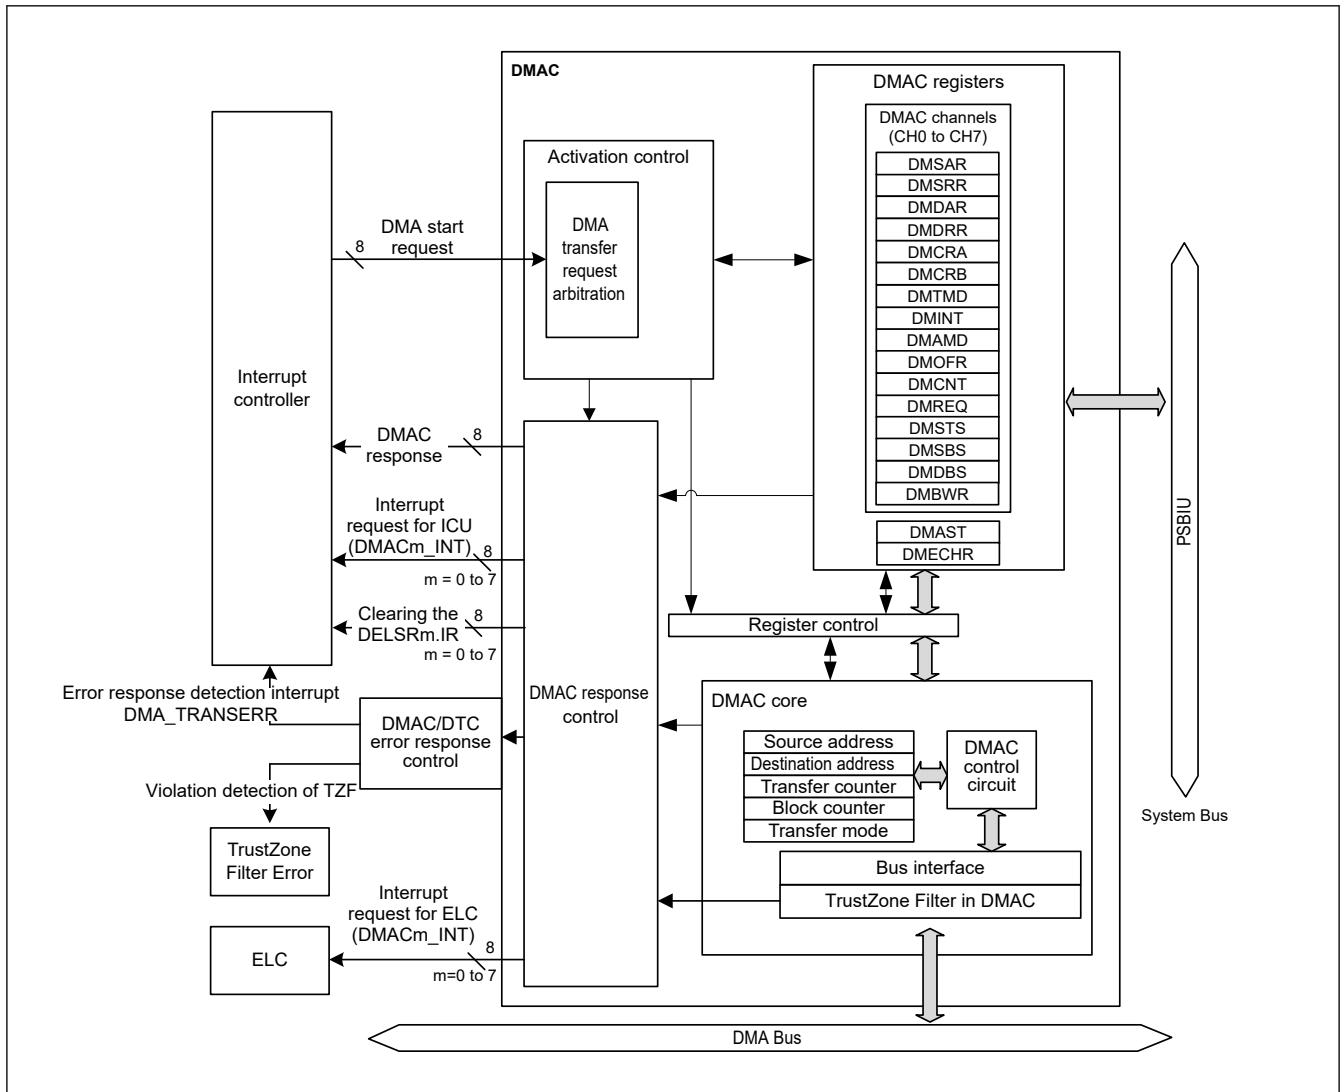 DMAC
DMAC registers
DMAC channels
(CH0 to CH7)
DMSAR
DMSRR
DMDAR
DMDRR
DMCRA
DMCRB
DMTMD
DMINT
DMAMD
DMOFR
DMCNT
DMREQ
DMSTS
DMSBS
DMDBS
DMBWR
DMAST
DMECHR
Activation control
DMA
transfer
request
arbitration
DMA start
request
8
Interrupt
controller
DMAC
response
8
Interrupt
request for ICU
(DMACm_INT)
8
m = 0 to 7
Clearing the
DELSRm.IR
8
m = 0 to 7
Error response detection interrupt
DMA_TRANSERR
DMAC/DTC
error response
control
Violation detection of TZF
TrustZone
Filter Error
Interrupt
request for ELC
(DMACm_INT)
8
m=0 to 7
ELC
DMAC response
control
Register control
DMAC core
Source address
Destination address
Transfer counter
Block counter
Transfer mode
DMAC
control
circuit
Bus interface
TrustZone Filter in DMAC
PSBIU
System Bus
DMA Bus